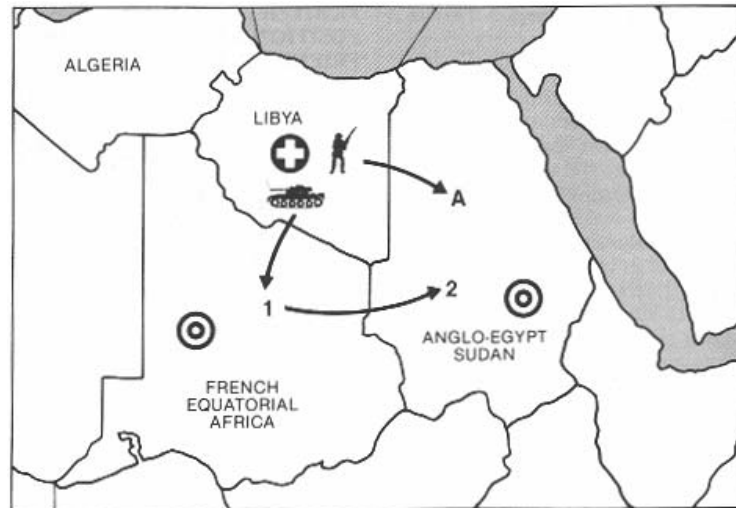 ALGERIA
LIBYA
A
1
2
ANGLO-EGYPT
SUDAN
FRENCH
EQUATORIAL
AFRICA